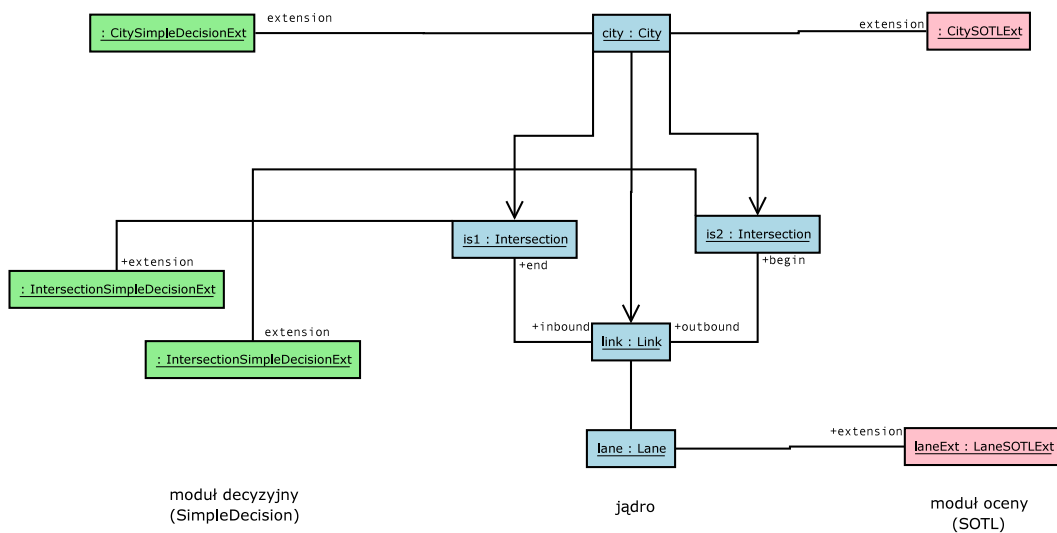 extension
extension
: CitySimpleDecisionExt
city : City
: CitySOTLExt
is1 : Intersection
is2 : Intersection
+extension
+end
+begin
: IntersectionSimpleDecisionExt
extension
+inbound
+outbound
: IntersectionSimpleDecisionExt
link : Link
+extension
lane : Lane
laneExt : LaneSOTLExt
moduł decyzyjny
(SimpleDecision)
jądro
moduł oceny
(SOTL)